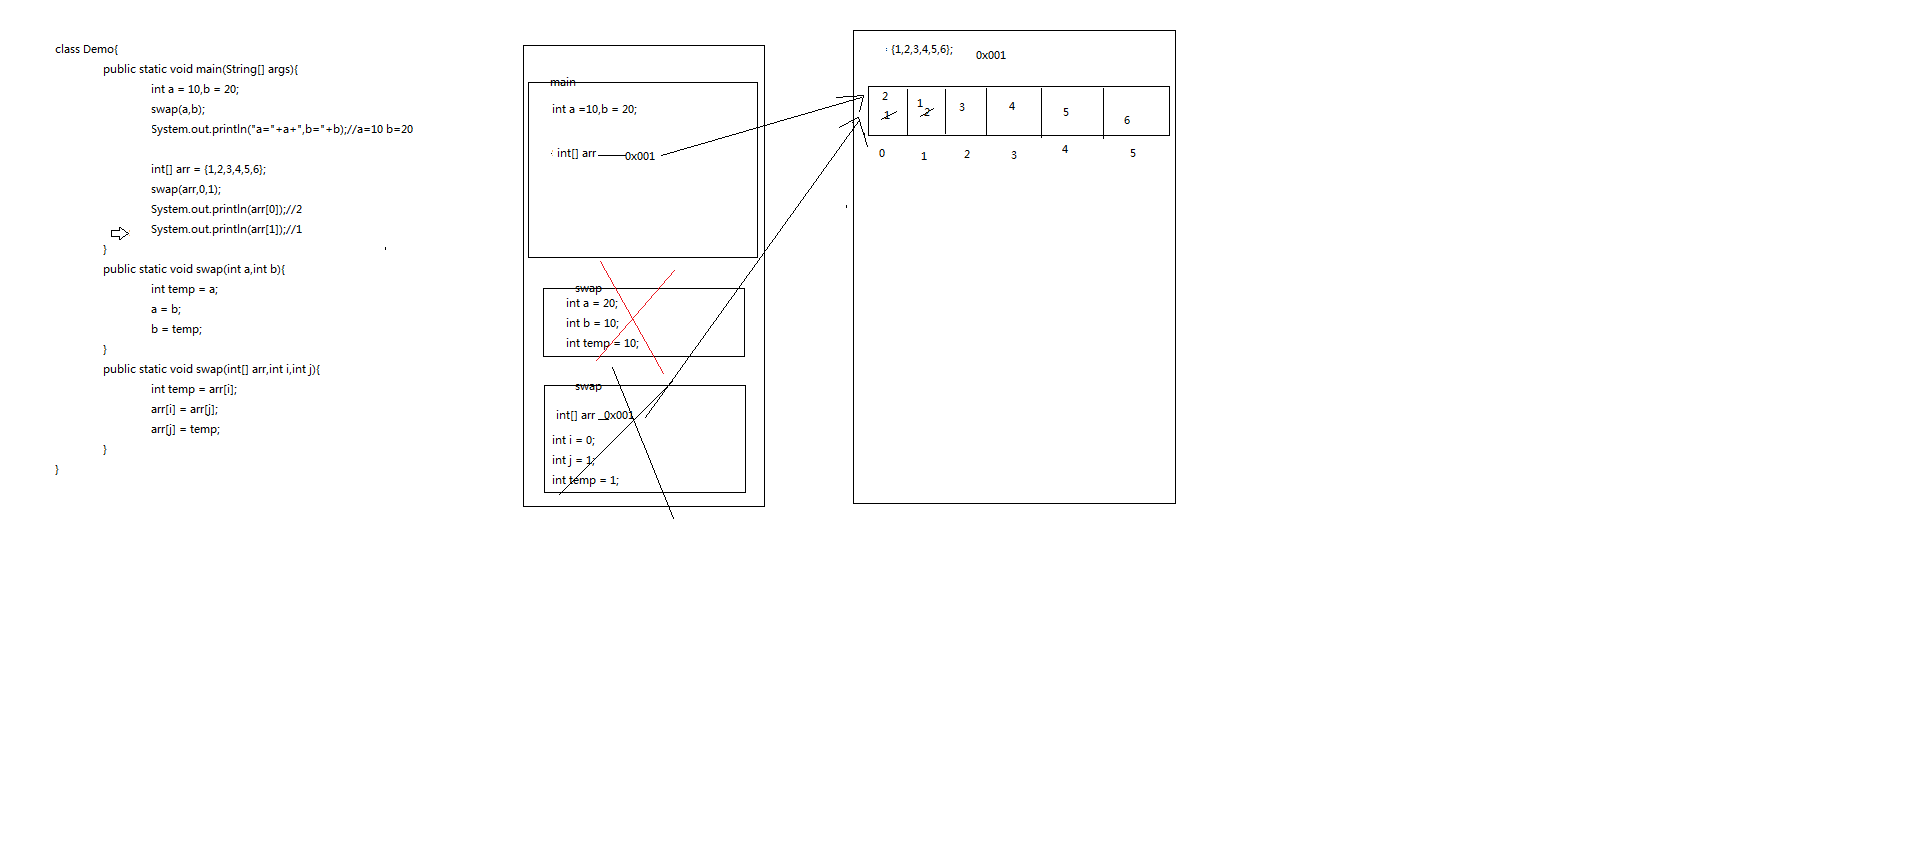 class Demo{
public static void main(String[] args){
int a = 10,b = 20;
swap(a,b);
System.out.println("a="+a+",b="+b);//a=10 b=20
int[] arr = {1,2,3,4,5,6};
swap(arr,0,1);
System.out.println(arr[0]);//2
System.out.println(arr[1]);//1
}
public static void swap(int a,int b){
int temp = a;
a = b;
b = temp;
}
public static void swap(int[] arr,int i,int j){
int temp = arr[i];
arr[i] = arr[j];
arr[j] = temp;
}
}
main
int a =10,b = 20;
int[] arr 0x001
swap
int a = 20;
int b = 10;
int temp = 10;
swap
int[] arr 0x001
int i = 0;
int j = 1;
int temp = 1;
{1,2,3,4,5,6}; 0x001
2 1 3 4 5 6
1 2
0 1 2 3 4 5